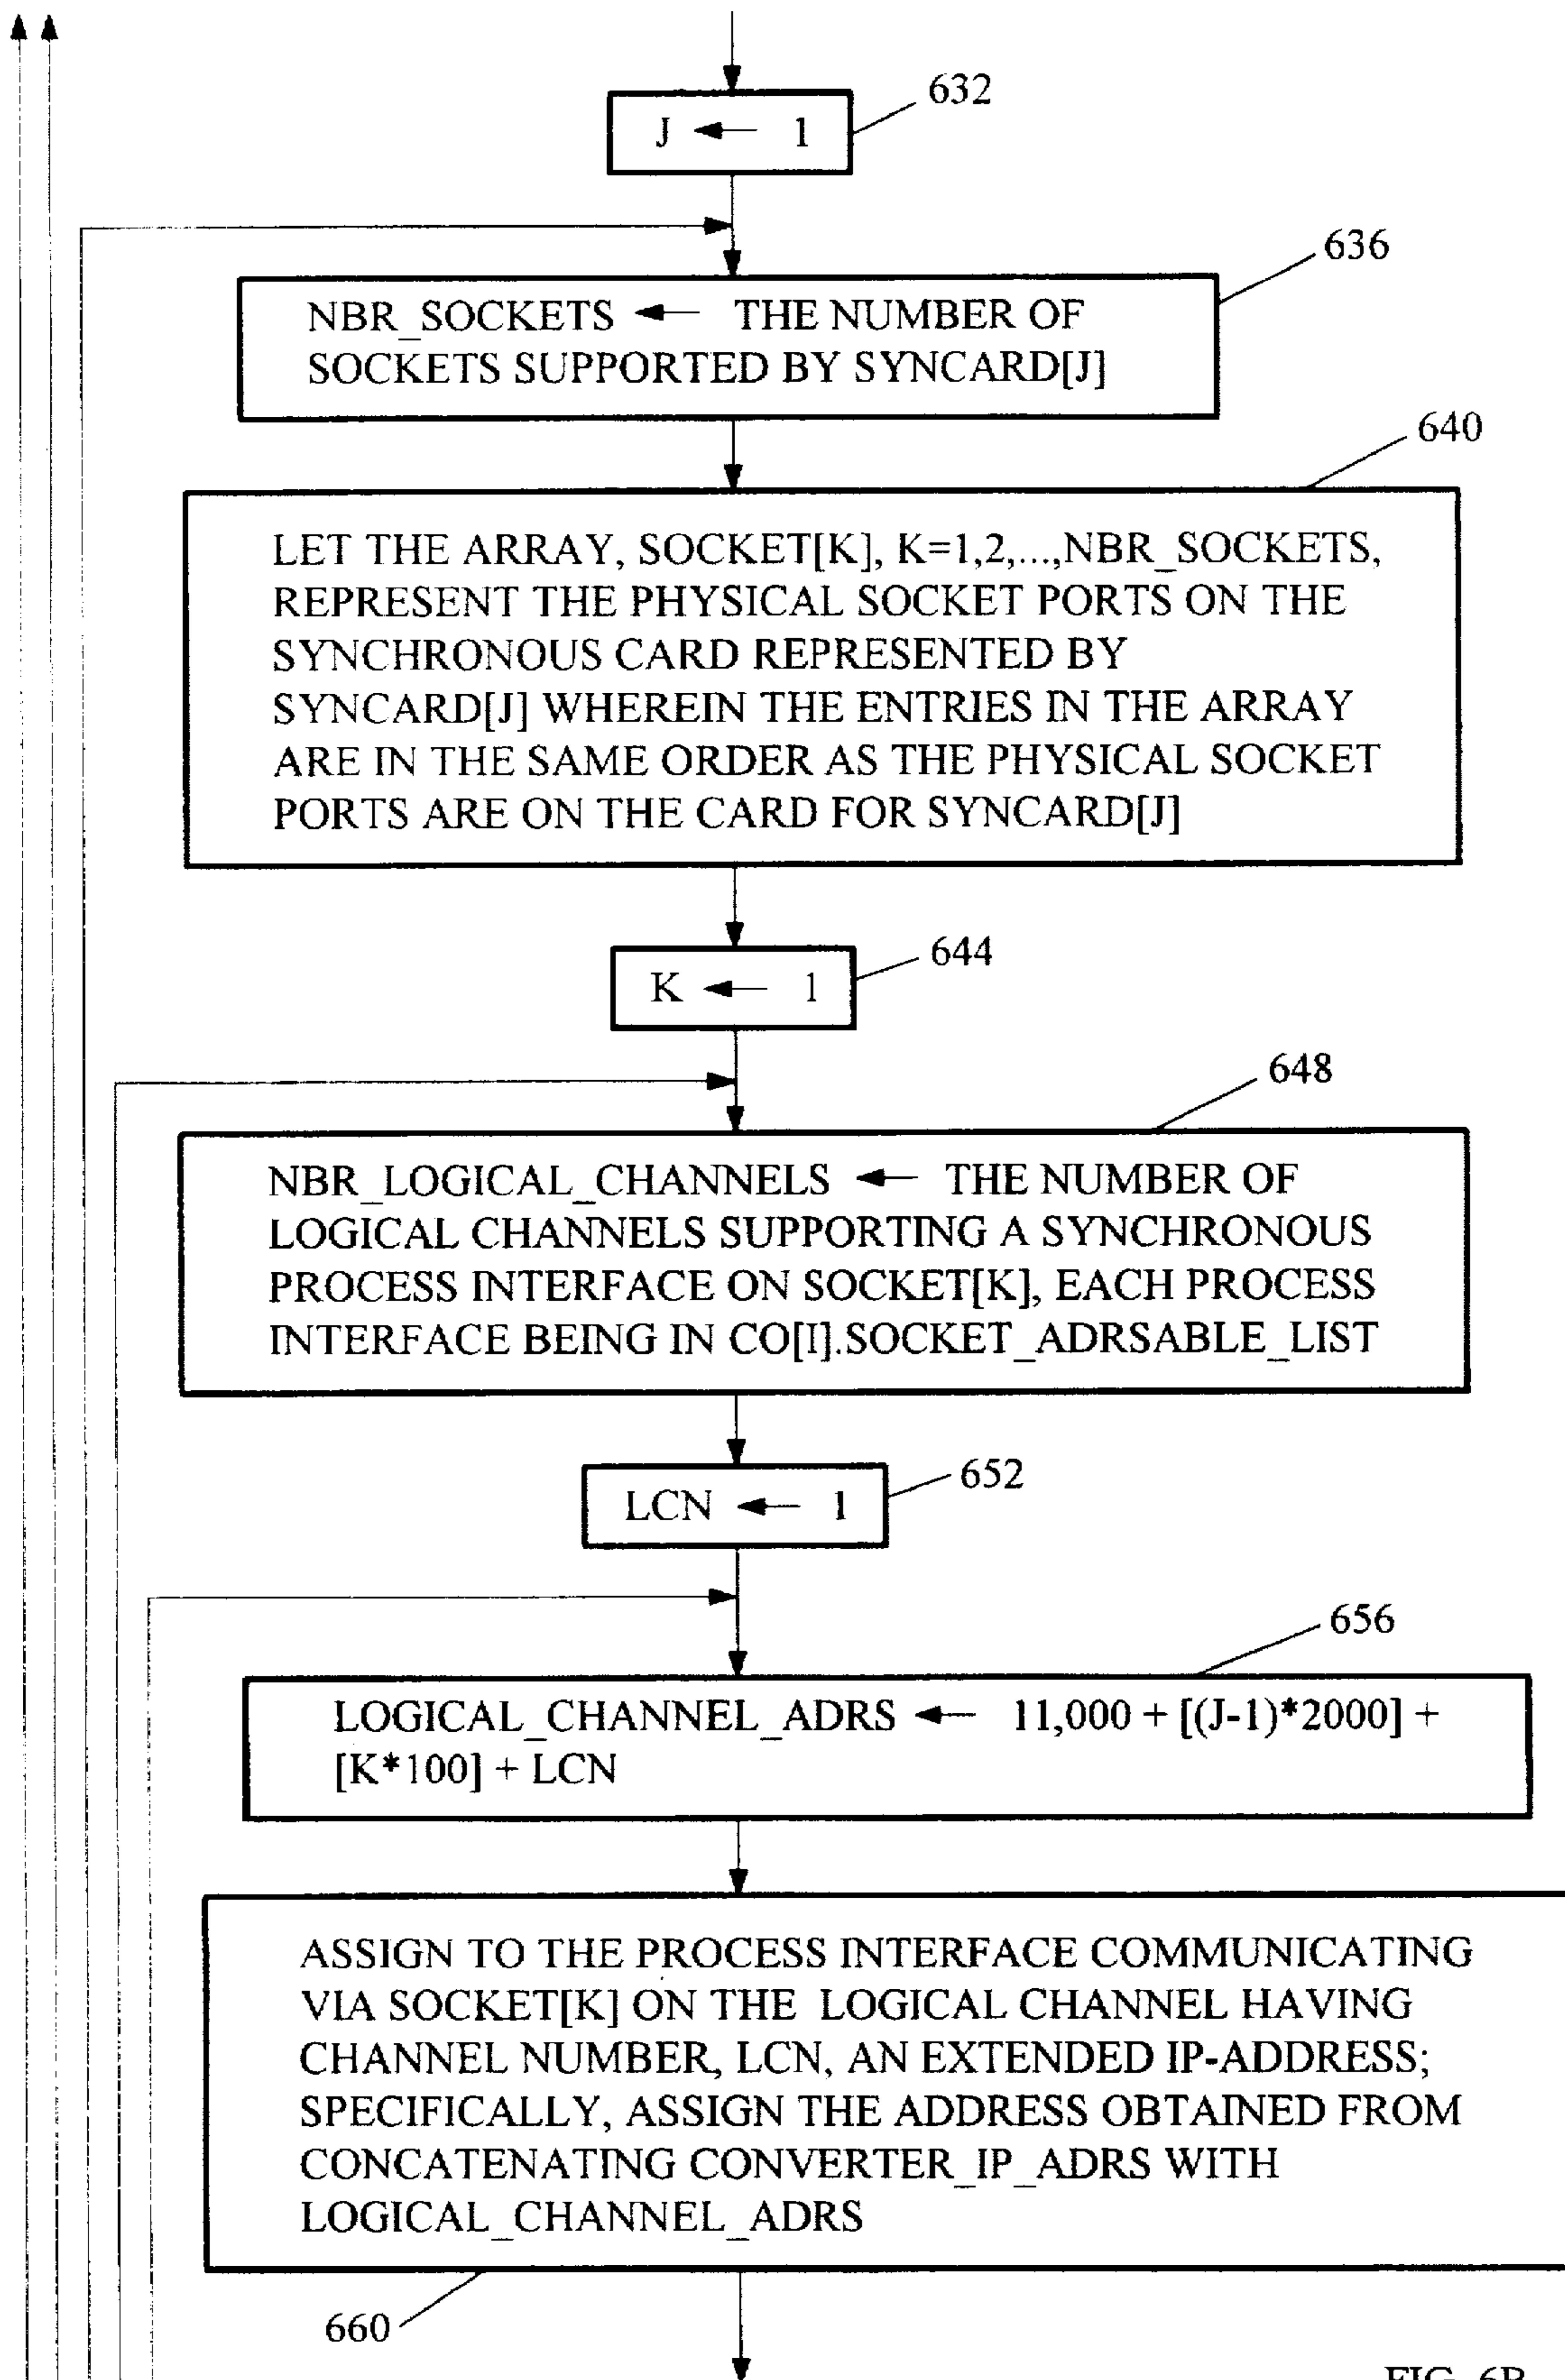 632
J ← 1
636
NBR_SOCKETS ← THE NUMBER OF
SOCKETS SUPPORTED BY SYNCARD[J]
640
LET THE ARRAY, SOCKET[K], K=1,2,...,NBR_SOCKETS,
REPRESENT THE PHYSICAL SOCKET PORTS ON THE
SYNCHRONOUS CARD REPRESENTED BY
SYNCARD[J] WHEREIN THE ENTRIES IN THE ARRAY
ARE IN THE SAME ORDER AS THE PHYSICAL SOCKET
PORTS ARE ON THE CARD FOR SYNCARD[J]
644
K ← 1
648
NBR_LOGICAL_CHANNELS ← THE NUMBER OF
LOGICAL CHANNELS SUPPORTING A SYNCHRONOUS
PROCESS INTERFACE ON SOCKET[K], EACH PROCESS
INTERFACE BEING IN CO[I].SOCKET_ADRSABLE_LIST
652
LCN ← 1
656
LOGICAL_CHANNEL_ADRS ← 11,000 + [(J-1)*2000] +
[K*100] + LCN
ASSIGN TO THE PROCESS INTERFACE COMMUNICATING
VIA SOCKET[K] ON THE LOGICAL CHANNEL HAVING
CHANNEL NUMBER, LCN, AN EXTENDED IP-ADDRESS;
SPECIFICALLY, ASSIGN THE ADDRESS OBTAINED FROM
CONCATENATING CONVERTER_IP_ADRS WITH
LOGICAL_CHANNEL_ADRS
660
FIG. 6B